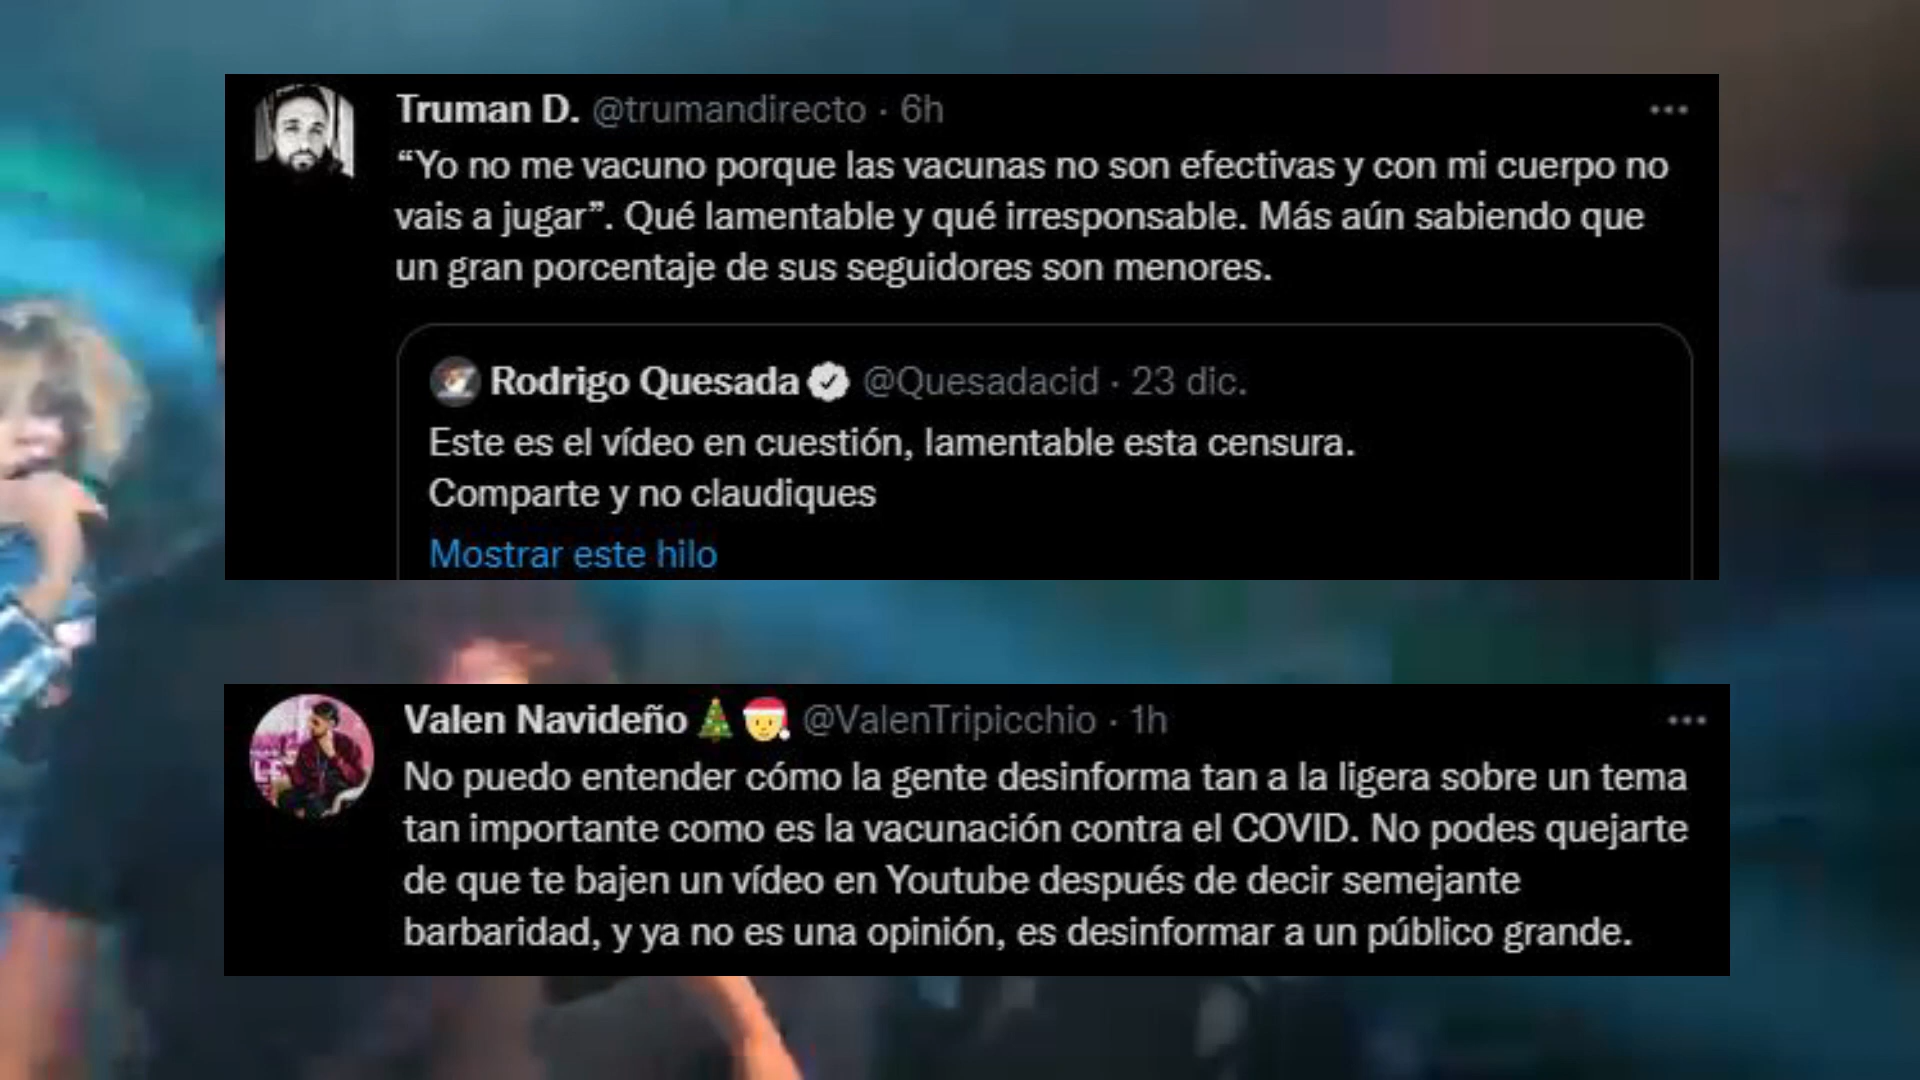 Truman D. @trumandirecto · 6h
“Yo no me vacuno porque las vacunas no son efectivas y con mi cuerpo no
vais a jugar”. Qué lamentable y qué irresponsable. Más aún sabiendo que
un gran porcentaje de sus seguidores son menores.
Rodrigo Quesada @Quesadacid · 23 dic.
Este es el vídeo en cuestión, lamentable esta censura.
Comparte y no claudiques
Mostrar este hilo
Valen Navideño🎄🎅 @ValenTripicchio · 1h
No puedo entender cómo la gente desinforma tan a la ligera sobre un tema
tan importante como es la vacunación contra el COVID. No podes quejarte
de que te bajen un vídeo en Youtube después de decir semejante
barbaridad, y ya no es una opinión, es desinformar a un público grande.